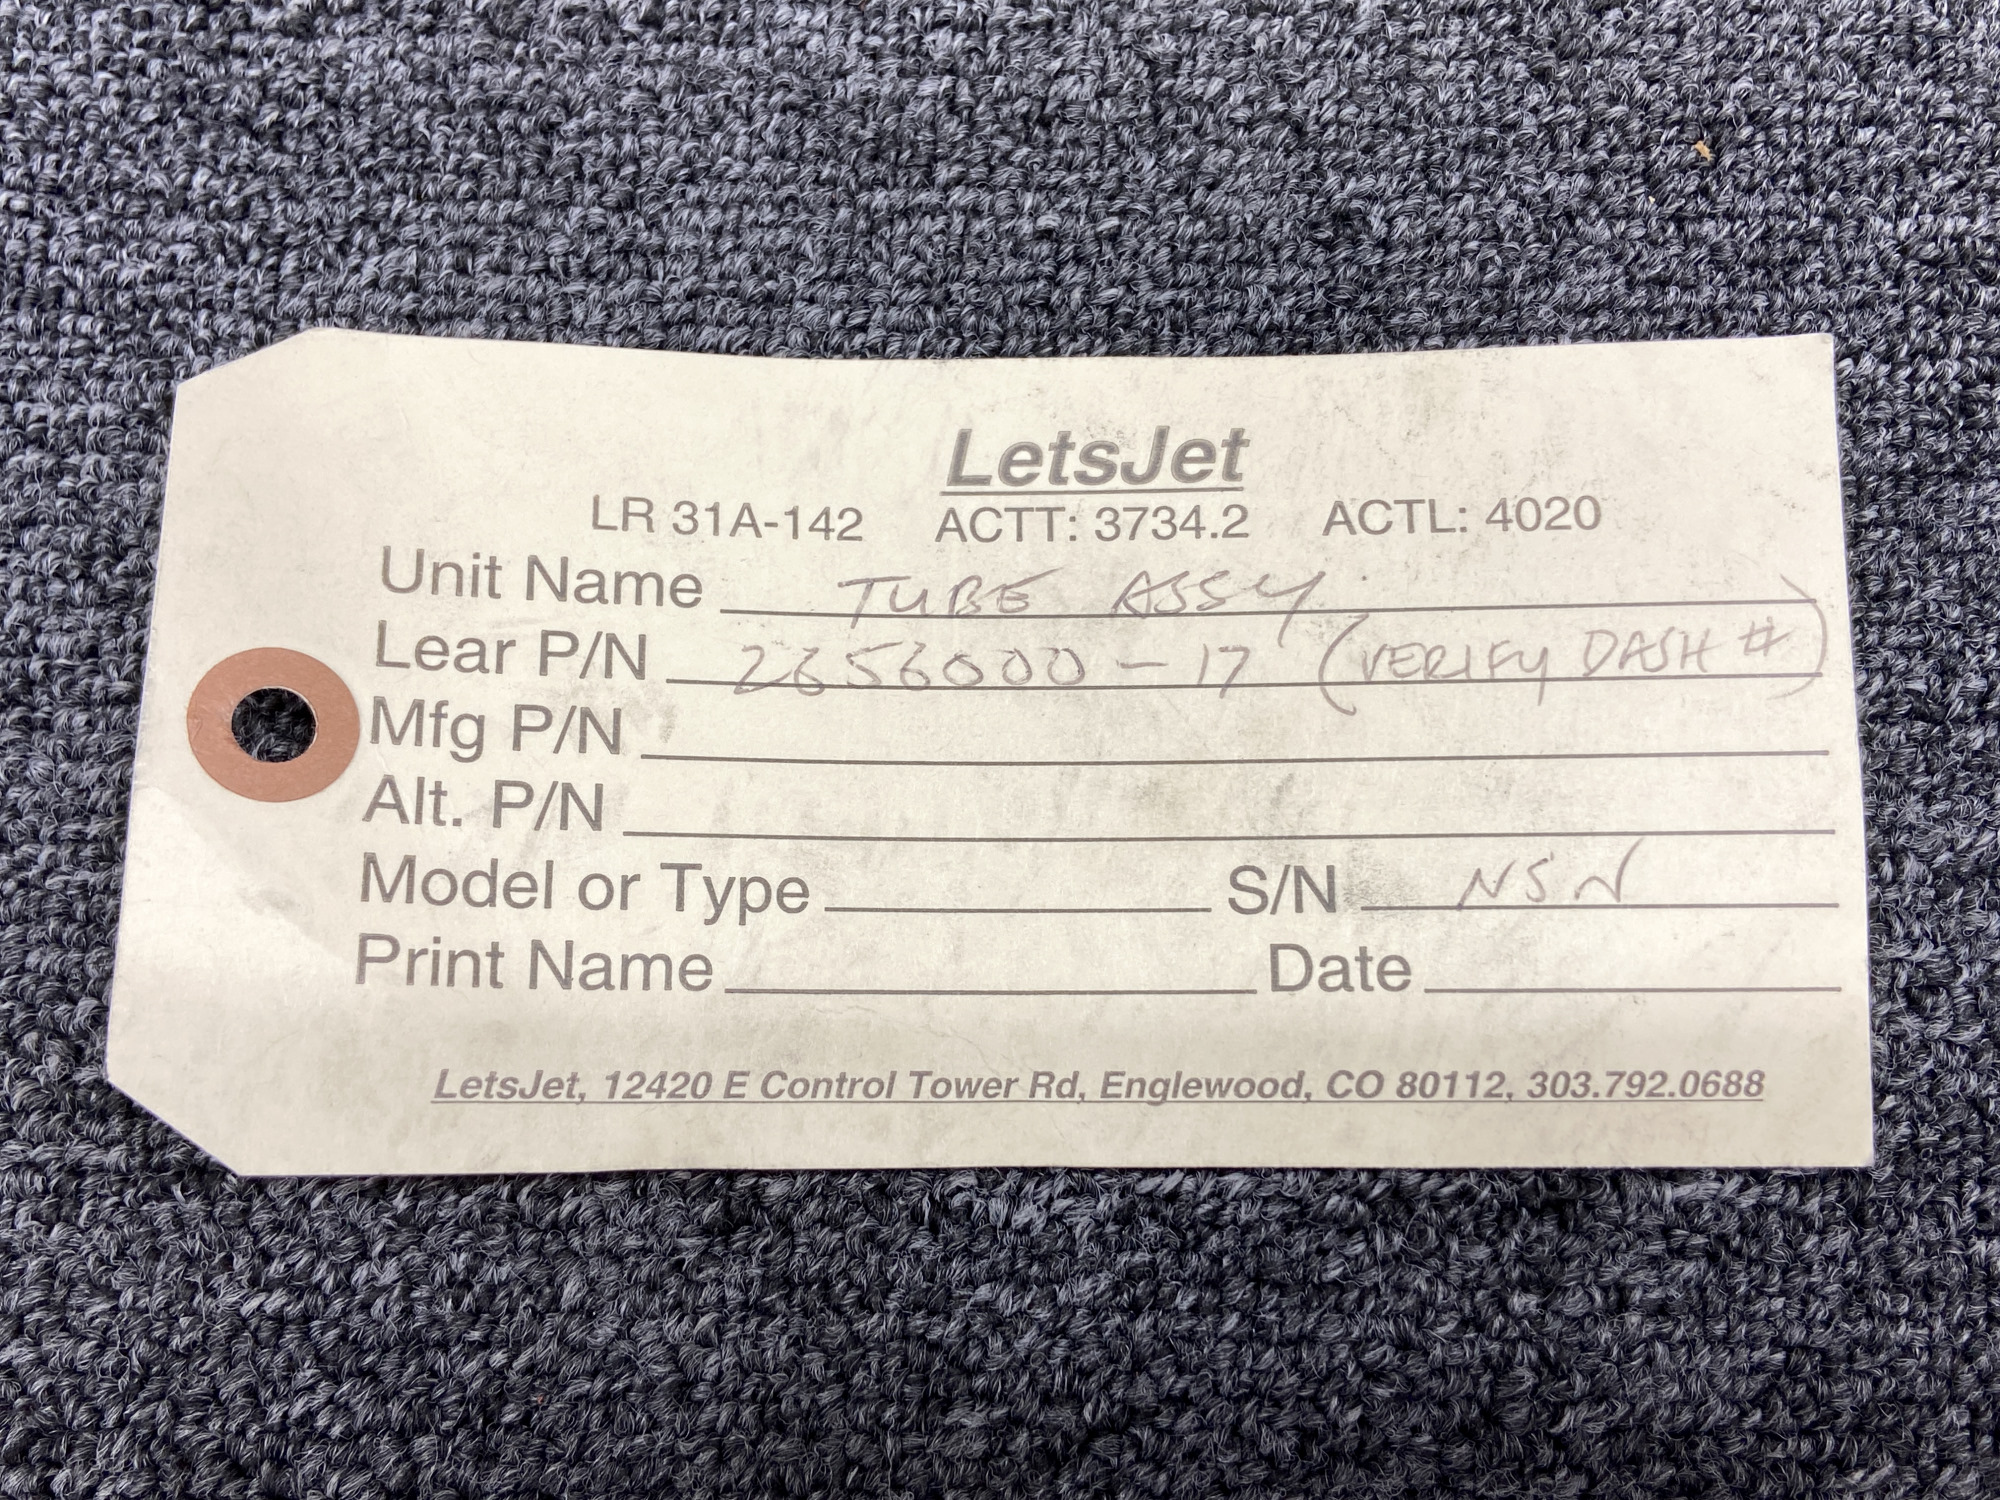 LetsJet
LR 31A-142 ACTT: 3734.2 ACTL: 4020
Unit Name TUBE ASSY
Lear P/N 2656000-17 (VERIFY DASH #)
Mfg P/N
Alt. P/N
Model or Type S/N NSN
Print Name Date
LetsJet, 12420 E Control Tower Rd, Englewood, CO 80112, 303.792.0688